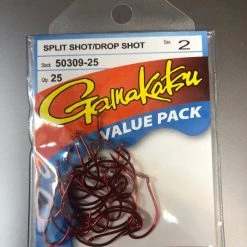 SPLIT SHOT/DROP SHOT
Size
2
Stock 50309-25
Qty. 25
Gamakatsu
VALUE PACK